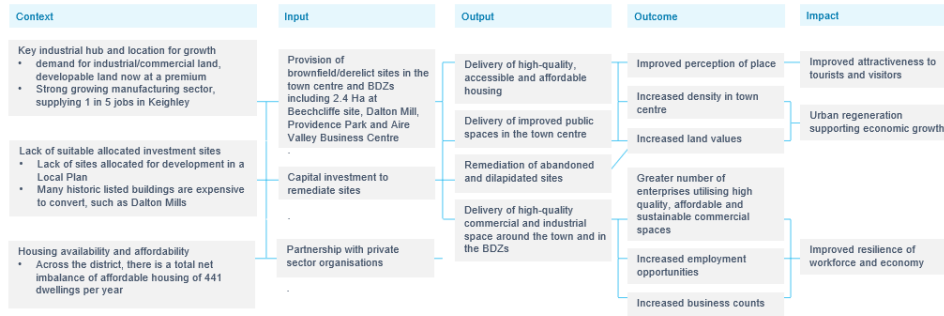 Context
Input
Output
Outcome
Impact
Key industrial hub and location for growth
• demand for industrial/commercial land,
developable land now at a premium
• Strong growing manufacturing sector,
supplying 1 in 5 jobs in Keighley
Lack of suitable allocated investment sites
• Lack of sites allocated for development in a
Local Plan
• Many historic listed buildings are expensive
to convert, such as Dalton Mills
Housing availability and affordability
• Across the district, there is a total net
imbalance of affordable housing of 441
dwellings per year
Provision of
brownfield/derelict sites in the
town centre and BDZs
including 2.4 Ha at
Beechcliffe site, Dalton Mill,
Providence Park and Aire
Valley Business Centre
.
Capital investment to
remediate sites
.
Partnership with private
sector organisations
.
Delivery of high-quality,
accessible and affordable
housing
Delivery of improved public
spaces in the town centre
Remediation of abandoned
and dilapidated sites
Delivery of high-quality
commercial and industrial
space around the town and in
the BDZs
Improved perception of place
Increased density in town
centre
Increased land values
Greater number of
enterprises utilising high
quality, affordable and
sustainable commercial
spaces
Increased employment
opportunities
Increased business counts
Improved attractiveness to
tourists and visitors
Urban regeneration
supporting economic growth
Improved resilience of
workforce and economy